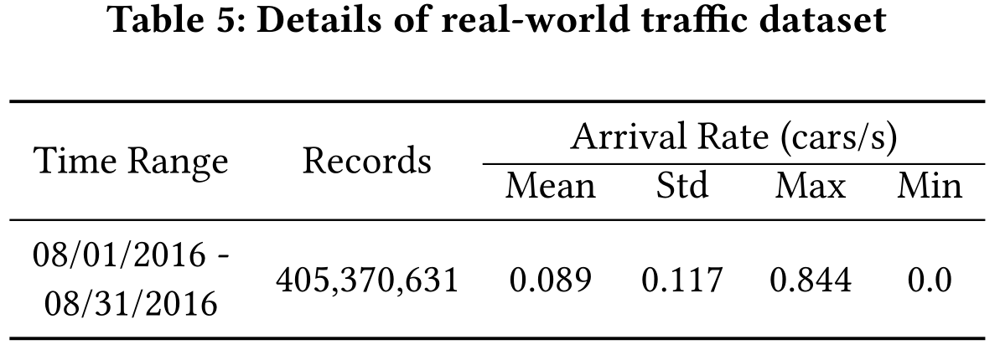 Table 5: Details of real-world traffic dataset
Time Range Records Arrival Rate (cars/s)
Mean Std Max Min
08/01/2016 -
08/31/2016 405,370,631 0.089 0.117 0.844 0.0